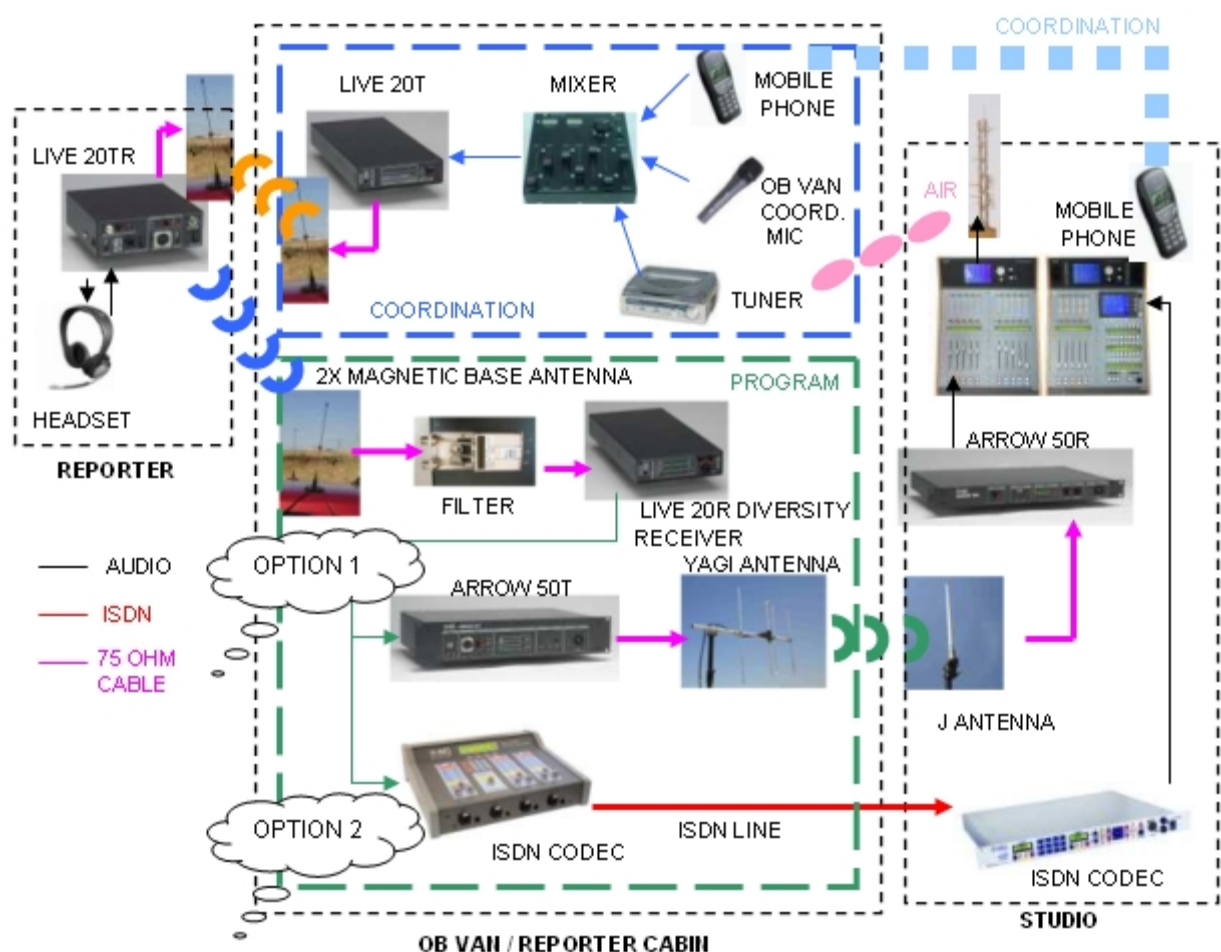 COORDINATION
LIVE 20T
MIXER
MOBILE
PHONE
LIVE 20TR
OB VAN
COORD.
MIC
AIR
MOBILE
PHONE
TUNER
COORDINATION
HEADSET
REPORTER
2X MAGNETIC BASE ANTENNA
PROGRAM
FILTER
LIVE 20R DIVERSITY
RECEIVER
ARROW 50R
OPTION 1
YAGI ANTENNA
ARROW 50T
AUDIO
ISDN
75 OHM
CABLE
J ANTENNA
OPTION 2
ISDN CODEC
ISDN LINE
ISDN CODEC
STUDIO
OB VAN / REPORTER CABIN